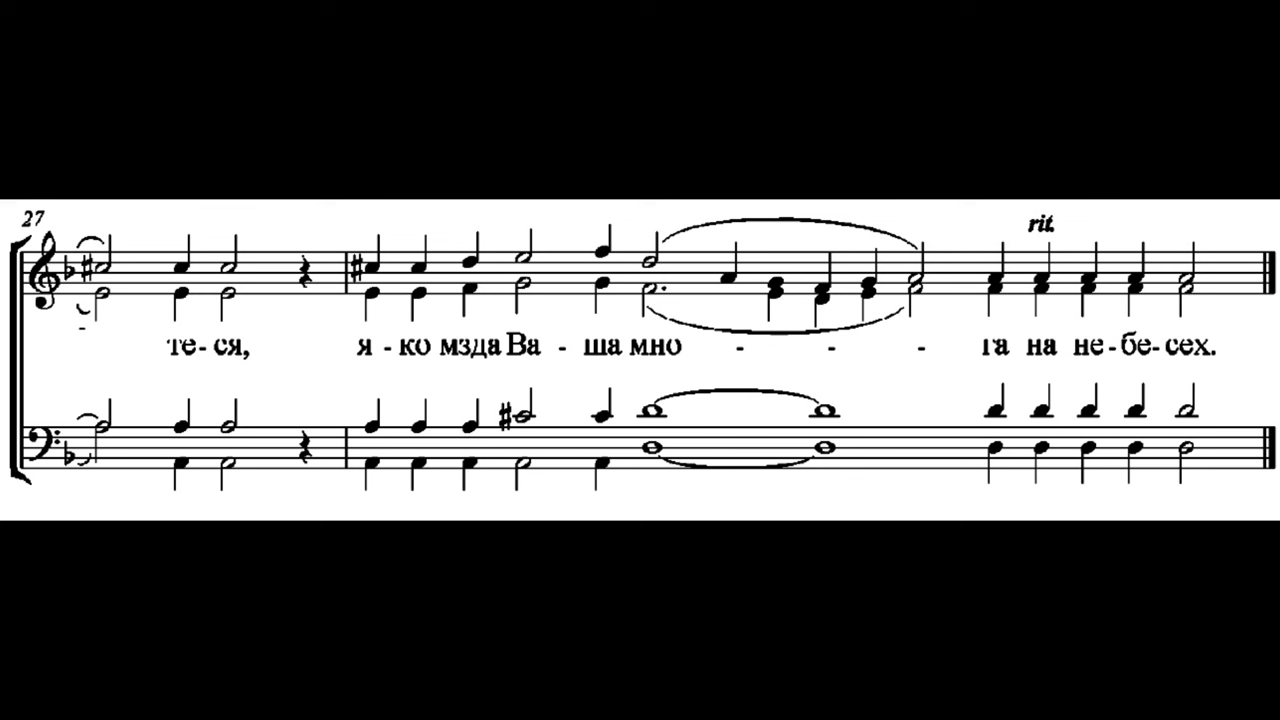 27
rit.
- те- ся, я - ко мзда Ва - ша мно - - - га на не - бе- сех.